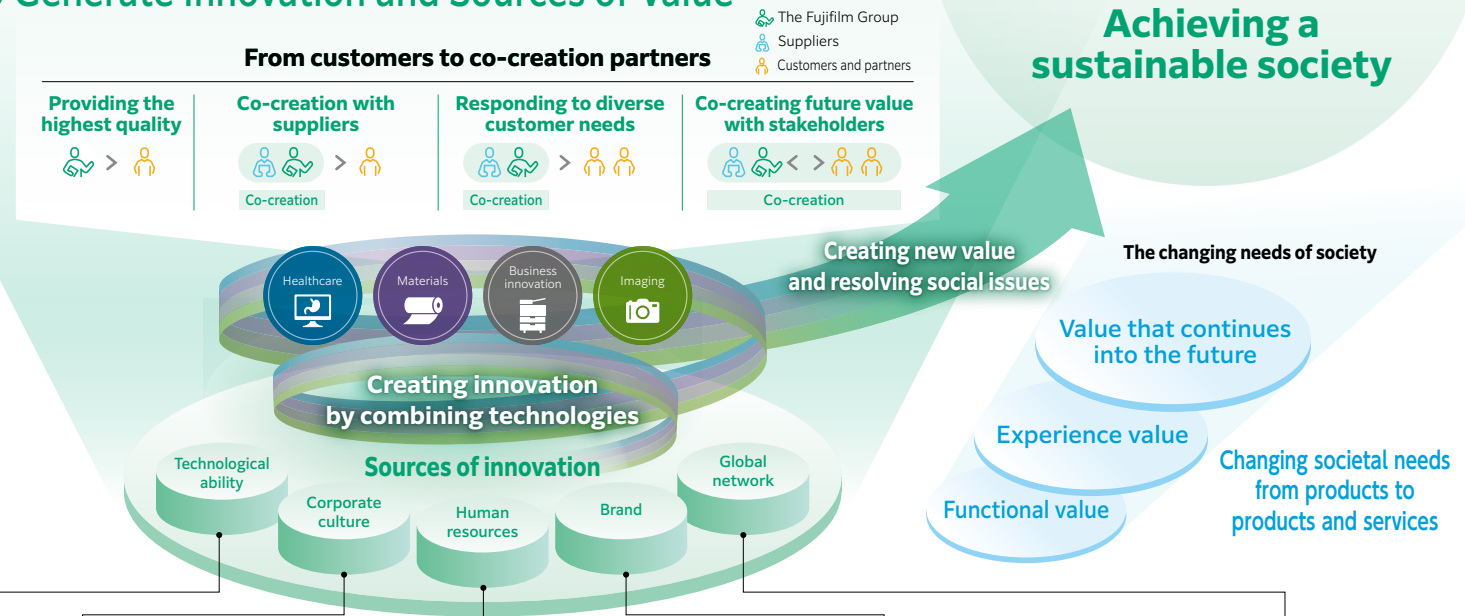 Generate Innovation and Sources of Value
The Fujifilm Group
Suppliers
Customers and partners
From customers to co-creation partners
Providing the
highest quality
Co-creation with
suppliers
Co-creation
Responding to diverse
customer needs
Co-creation
Co-creating future value
with stakeholders
Co-creation
Achieving a
sustainable society
Healthcare
Materials
Business
innovation
Imaging
Creating new value
and resolving social issues
Creating innovation
by combining technologies
Sources of innovation
Technological
ability
Corporate
culture
Human
resources
Brand
Global
network
The changing needs of society
Value that continues
into the future
Experience value
Functional value
Changing societal needs
from products to
products and services